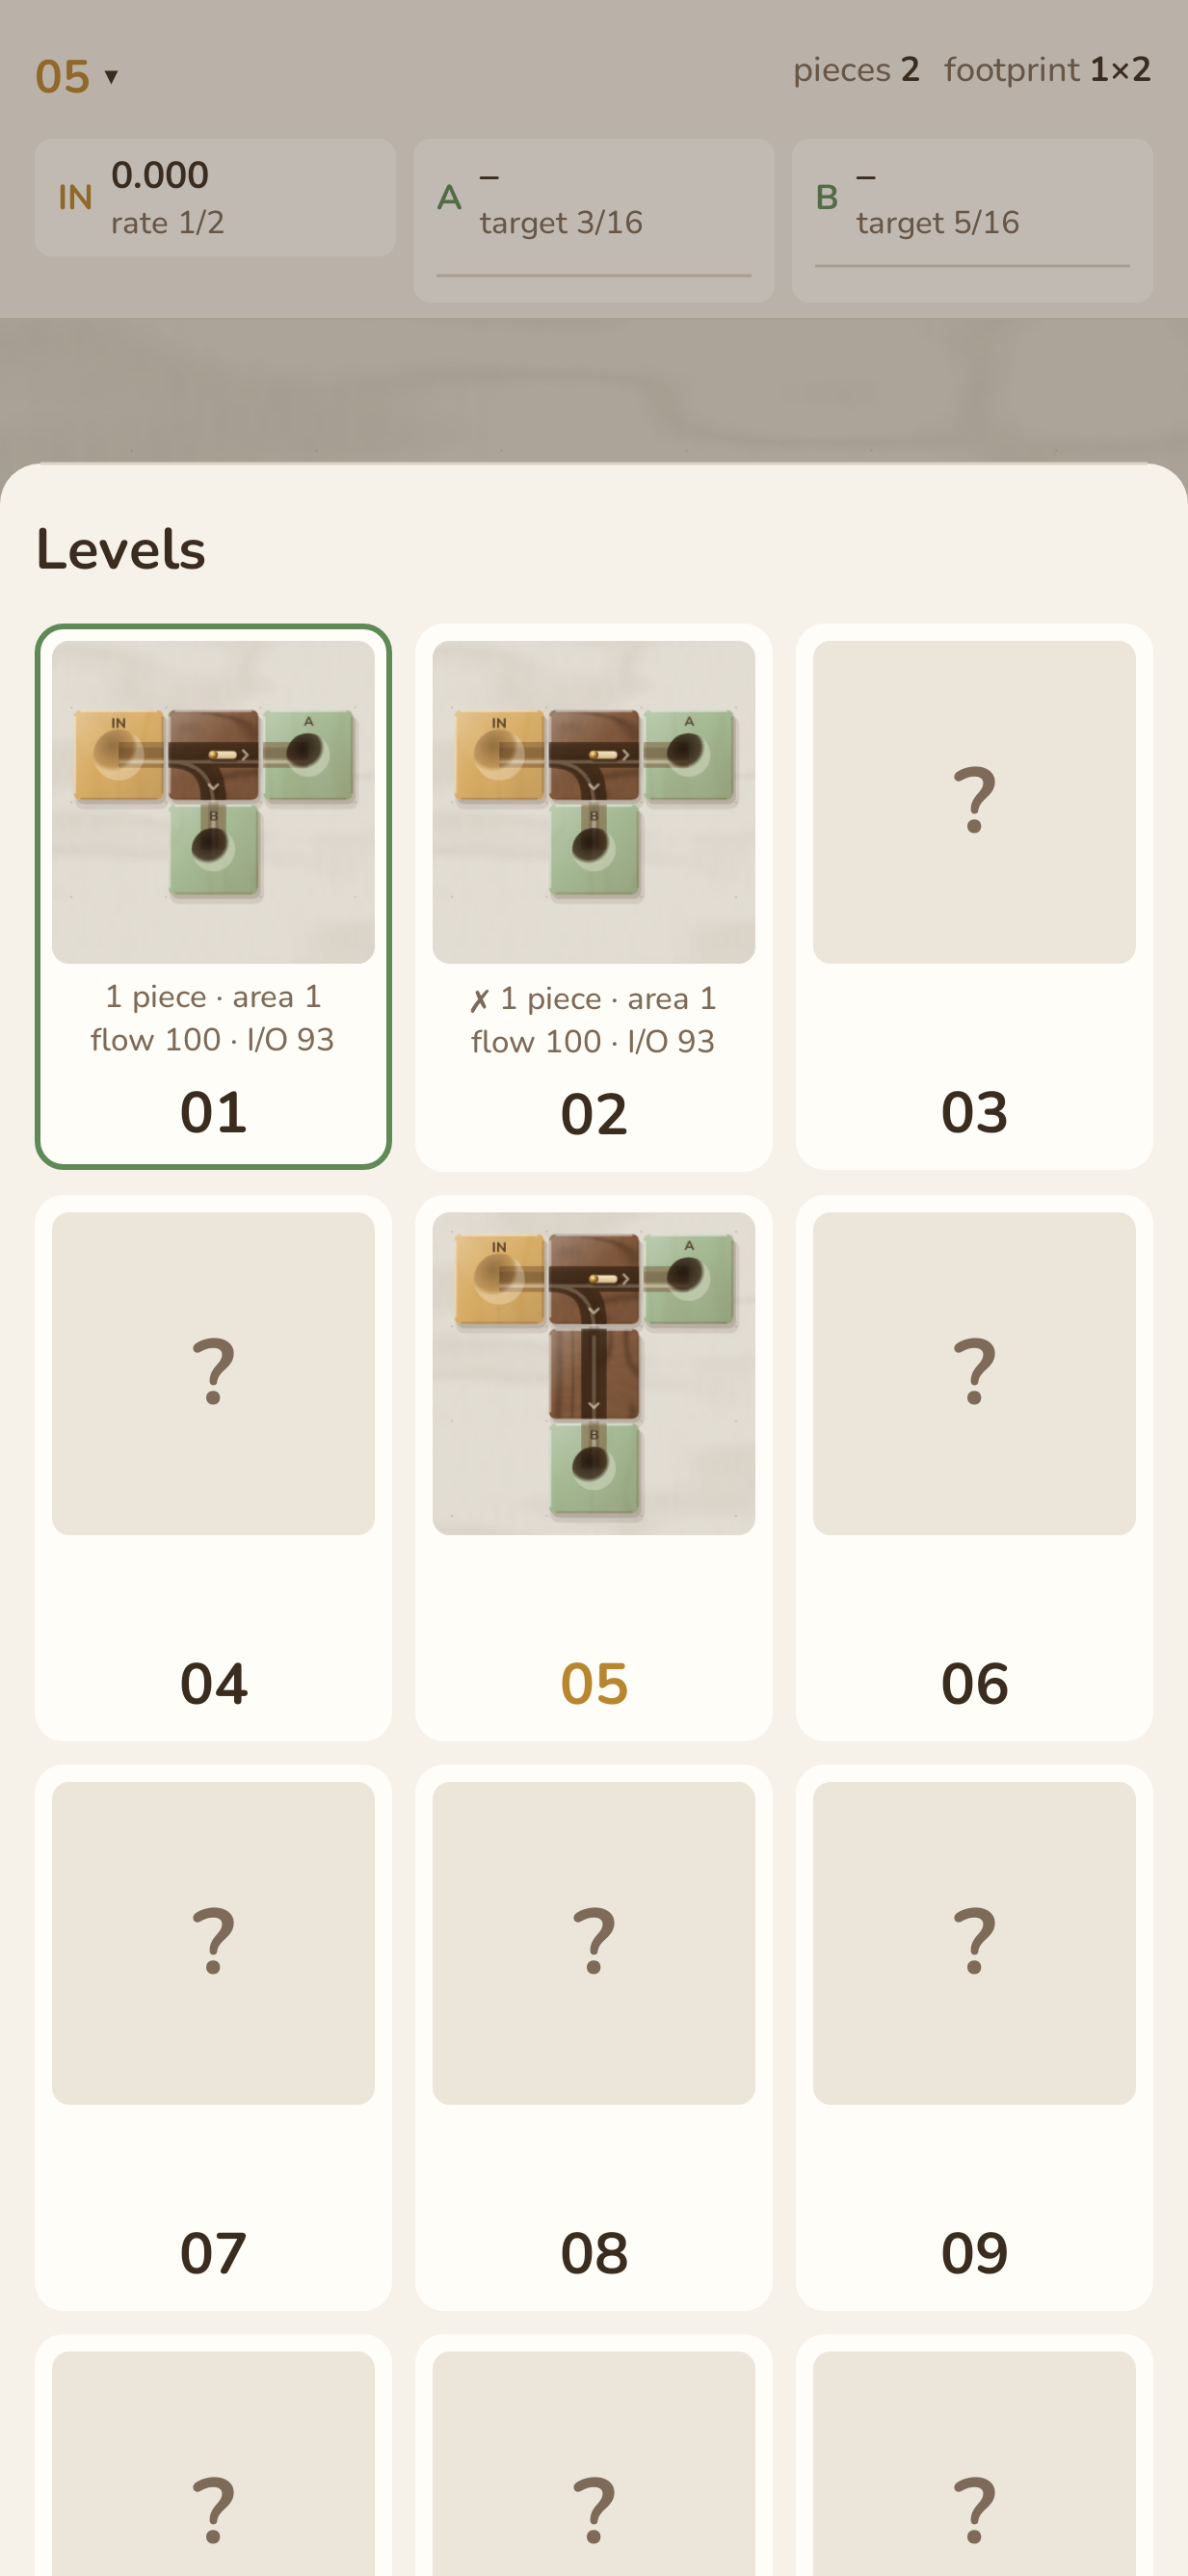 05 ▾
pieces 2 footprint 1×2
IN 0.000
rate 1/2
A –
target 3/16
B –
target 5/16
Levels
IN
A
B
1 piece · area 1
flow 100 · I/O 93
01
IN
A
B
✗ 1 piece · area 1
flow 100 · I/O 93
02
?
03
?
04
IN
A
B
05
?
06
?
07
?
08
?
09
?
?
?